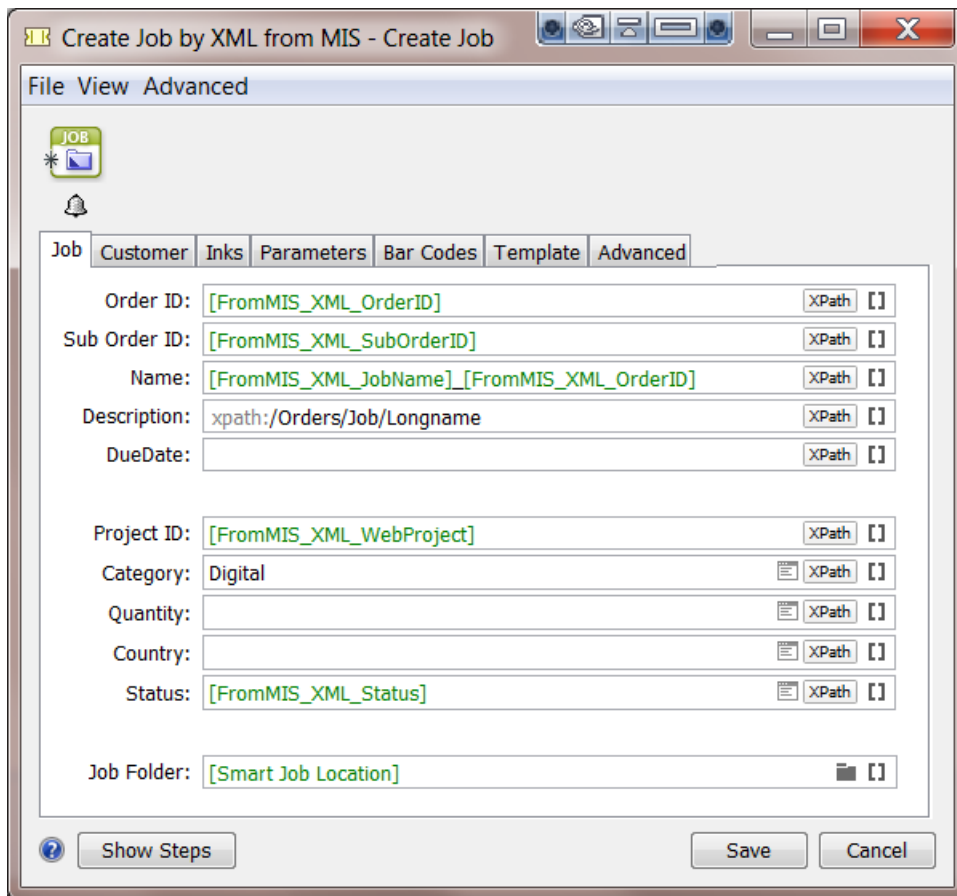 Create Job by XML from MIS - Create Job
File View Advanced
JOB
Job Customer Inks Parameters Bar Codes Template Advanced
Order ID: [FromMIS_XML_OrderID] XPath []
Sub Order ID: [FromMIS_XML_SubOrderID] XPath []
Name: [FromMIS_XML_JobName]_[FromMIS_XML_OrderID] XPath []
Description: xpath:/Orders/Job/Longname XPath []
DueDate: XPath []
Project ID: [FromMIS_XML_WebProject] XPath []
Category: Digital XPath []
Quantity: XPath []
Country: XPath []
Status: [FromMIS_XML_Status] XPath []
Job Folder: [Smart Job Location] []
? Show Steps Save Cancel